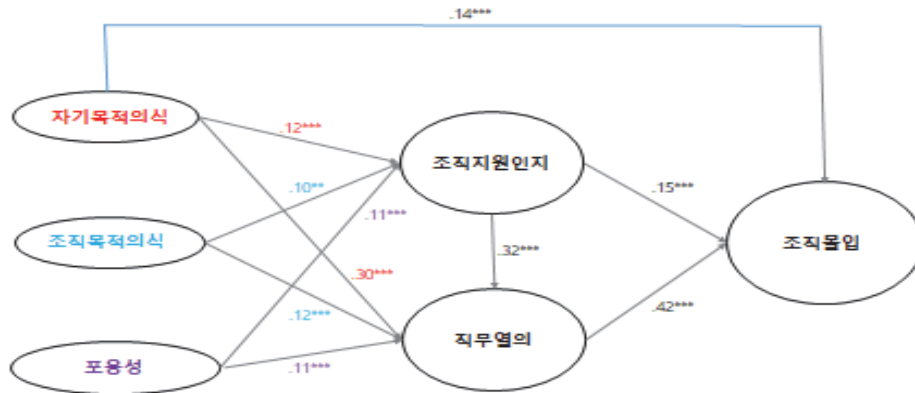 .14***
자기목적의식
.12***
조직지원인지
.10**
.15***
.11***
조직목적의식
조직몰입
.32***
.30***
.12***
.42***
직무열의
포용성
.11***